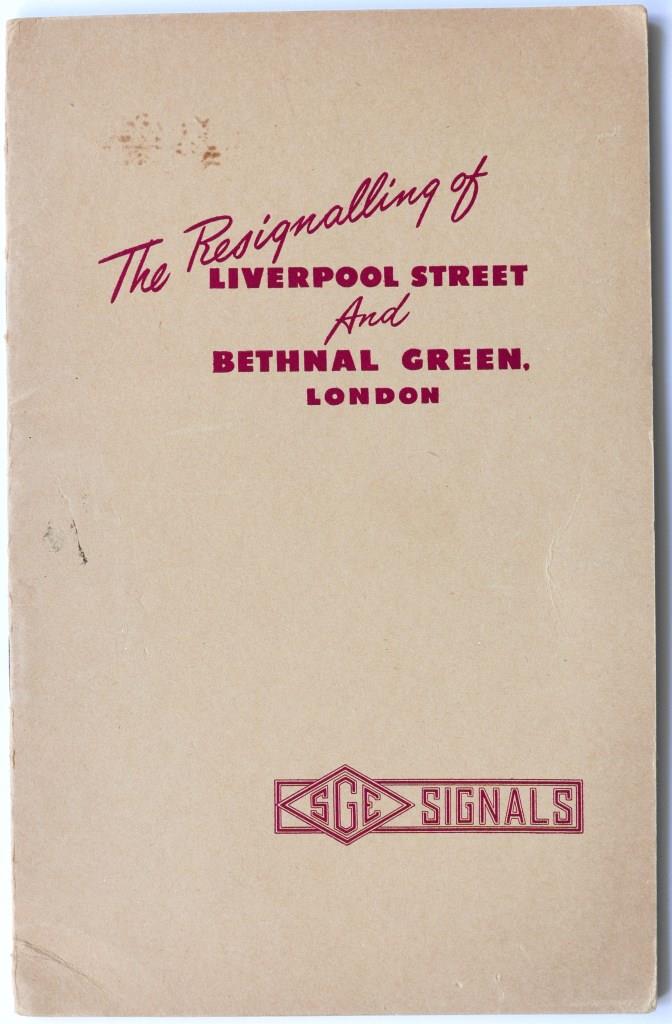 The Resignalling of
LIVERPOOL STREET
And
BETHNAL GREEN,
LONDON
SGE SIGNALS